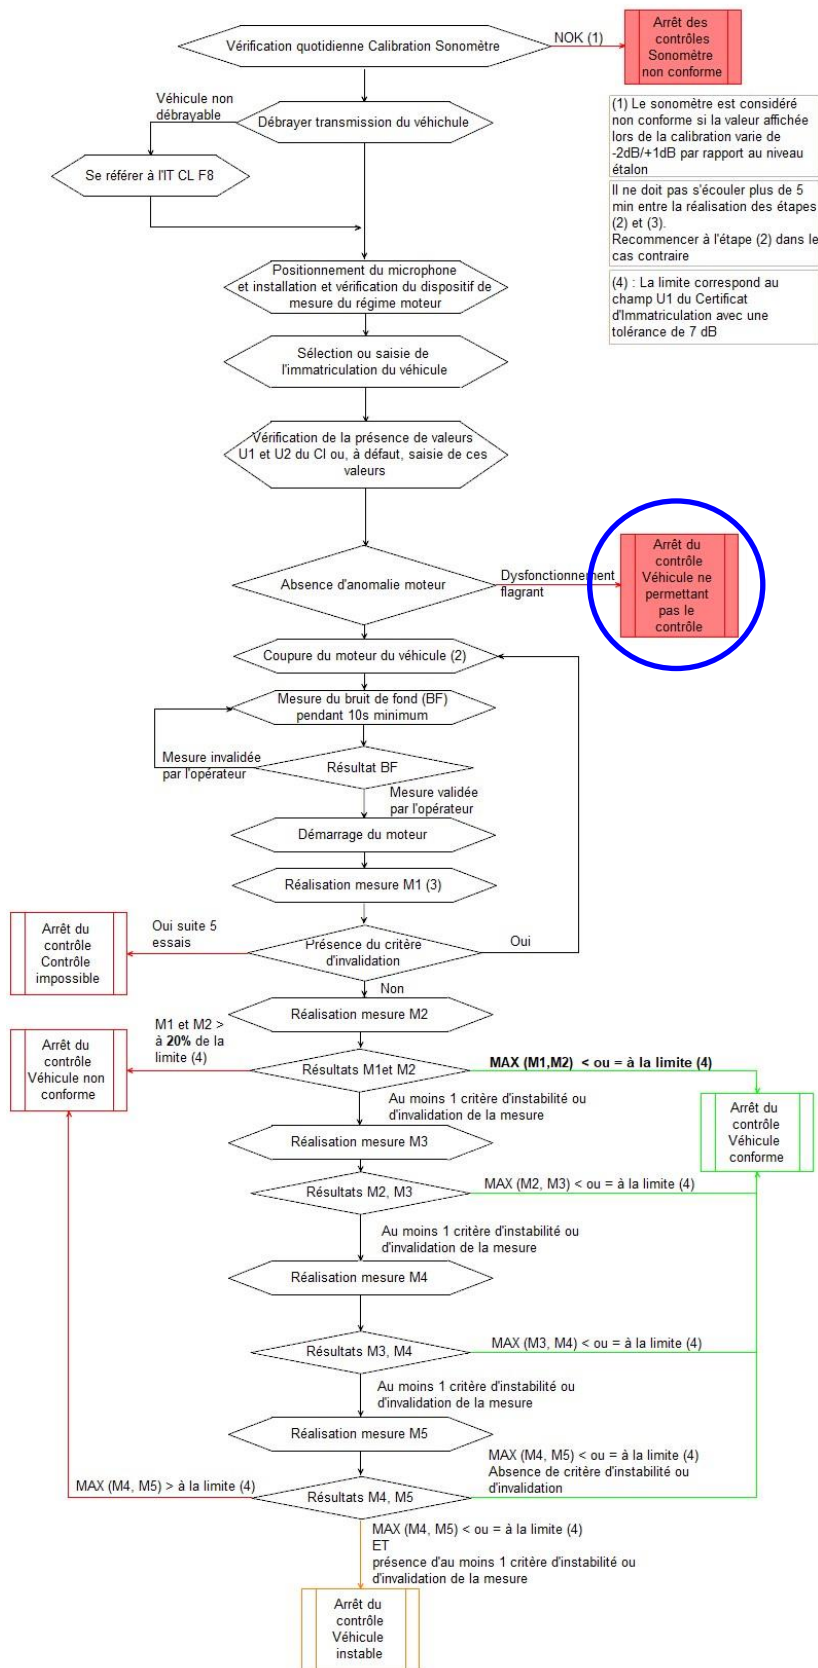 Vérification quotidienne Calibration Sonomètre
NOK (1)
Arrêt des
contrôles
Sonomètre
non conforme
(1) Le sonomètre est considéré
non conforme si la valeur affichée
lors de la calibration varie de
-2dB/+1dB par rapport au niveau
étalon
Il ne doit pas s'écouler plus de 5
min entre la réalisation des étapes
(2) et (3).
Recommencer à l'étape (2) dans le
cas contraire
(4) : La limite correspond au
champ U1 du Certificat
d'Immatriculation avec une
tolérance de 7 dB
Véhicule non
débrayable
Débrayer transmission du véhichule
Se référer à l'IT CL F8
Positionnement du microphone
et installation et vérification du dispositif de
mesure du régime moteur
Sélection ou saisie de
l'immatriculation du véhicule
Vérification de la présence de valeurs
U1 et U2 du CI ou, à défaut, saisie de ces
valeurs
Absence d'anomalie moteur
Dysfonctionnement
flagrant
Arrêt du
contrôle
Véhicule ne
permettant
pas le
contrôle
Coupure du moteur du véhicule (2)
Mesure du bruit de fond (BF)
pendant 10s minimum
Mesure invalidée
par l'opérateur
Résultat BF
Mesure validée
par l'opérateur
Démarrage du moteur
Réalisation mesure M1 (3)
Arrêt du
contrôle
Contrôle
impossible
Oui suite 5
essais
Présence du critère
d'invalidation
Oui
Non
Réalisation mesure M2
M1 et M2 >
à 20% de la
limite (4)
Arrêt du
contrôle
Véhicule non
conforme
Résultats M1et M2
MAX (M1,M2) < ou = à la limite (4)
Au moins 1 critère d'instabilité ou
d'invalidation de la mesure
Arrêt du
contrôle
Véhicule
conforme
Réalisation mesure M3
Résultats M2, M3
MAX (M2, M3) < ou = à la limite (4)
Au moins 1 critère d'instabilité ou
d'invalidation de la mesure
Réalisation mesure M4
Résultats M3, M4
MAX (M3, M4) < ou = à la limite (4)
Au moins 1 critère d'instabilité ou
d'invalidation de la mesure
Réalisation mesure M5
MAX (M4, M5) < ou = à la limite (4)
Absence de critère d'instabilité ou
d'invalidation
MAX (M4, M5) > à la limite (4)
Résultats M4, M5
MAX (M4, M5) < ou = à la limite (4)
ET
présence d'au moins 1 critère d'instabilité ou
d'invalidation de la mesure
Arrêt du
contrôle
Véhicule
instable